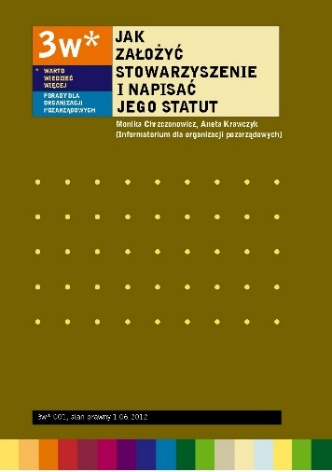 3w*
* WARTO
WIEDZIEĆ
WIĘCEJ
PORADY DLA
ORGANIZACJI
POZARZĄDOWYCH
JAK
ZAŁOŻYĆ
STOWARZYSZENIE
I NAPISAĆ
JEGO STATUT
Monika Chrzczonowicz, Aneta Krawczyk
(Informatorium dla organizacji pozarządowych)
3w* 001, stan prawny 1.06.2012